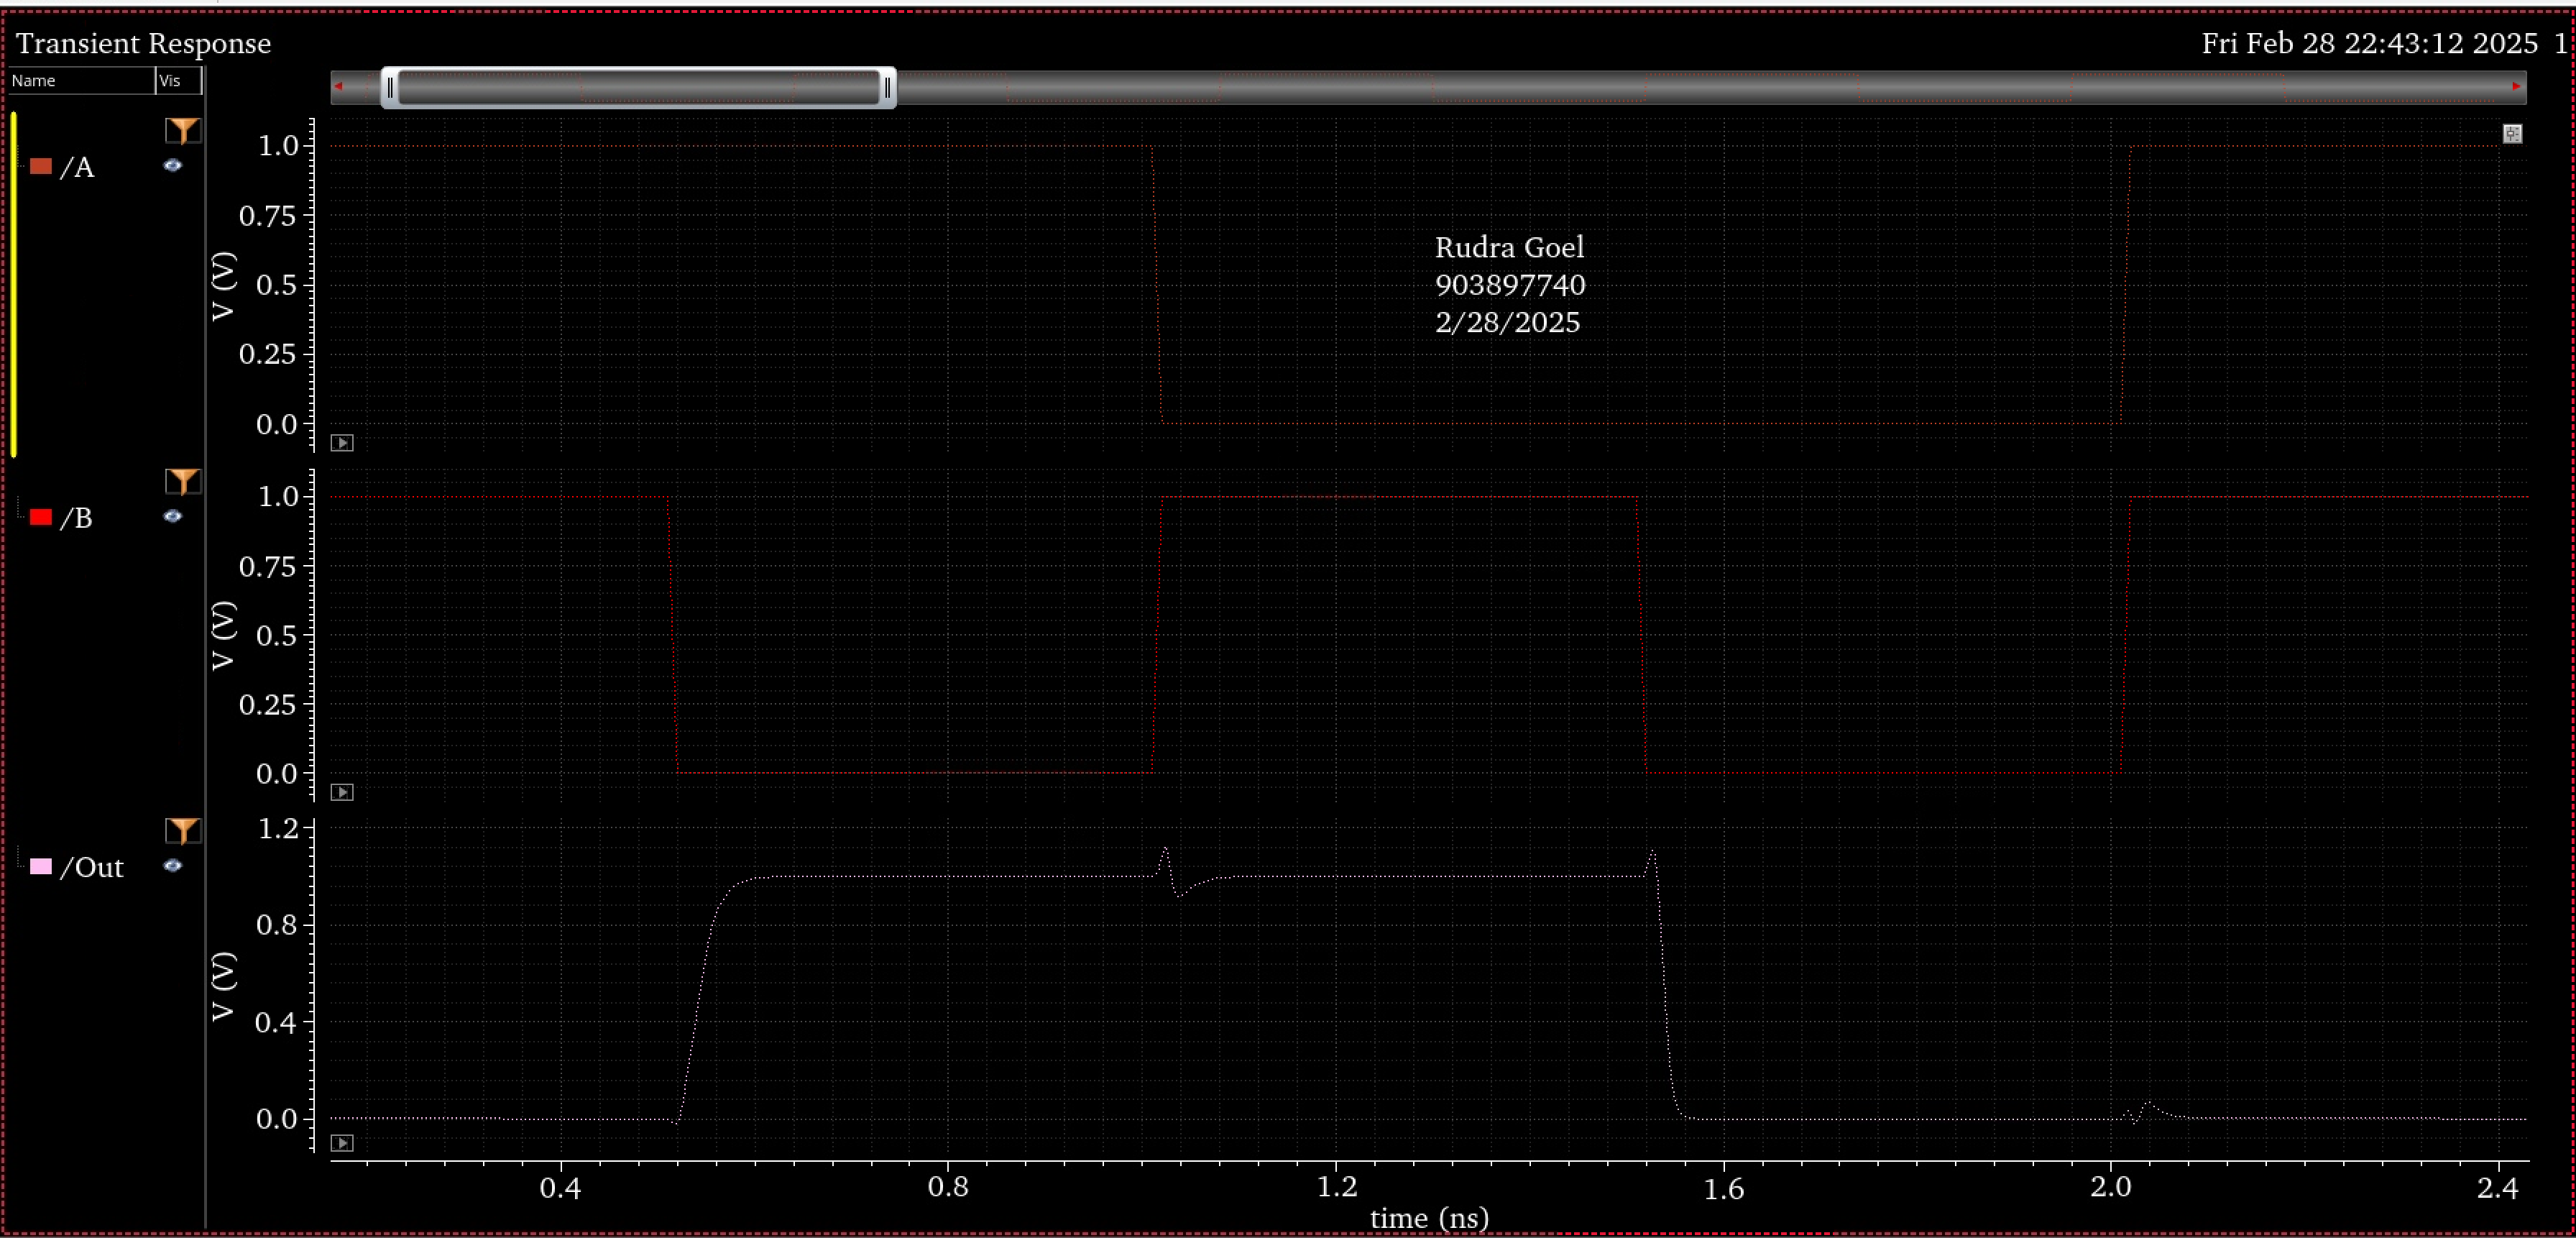 Transient Response
Fri Feb 28 22:43:12 2025 1
Name Vis
/A
1.0
0.75
0.5
0.25
0.0
V (V)
Rudra Goel
903897740
2/28/2025
/B
1.0
0.75
0.5
0.25
0.0
V (V)
/Out
1.2
0.8
0.4
0.0
V (V)
0.4 0.8 1.2 1.6 2.0 2.4
time (ns)